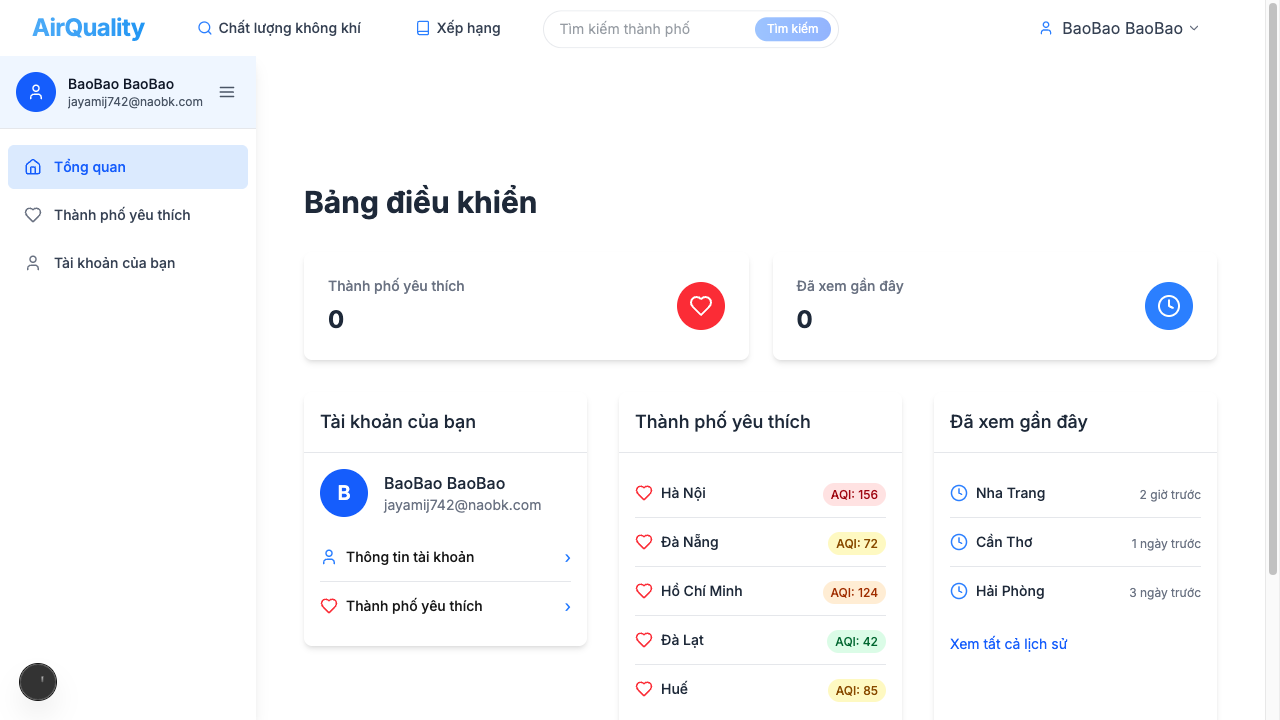 AirQuality
Chất lượng không khí
Xếp hạng
Tìm kiếm thành phố
Tìm kiếm
BaoBao BaoBao
BaoBao BaoBao
jayamij742@naobk.com
Tổng quan
Thành phố yêu thích
Tài khoản của bạn
Bảng điều khiển
Thành phố yêu thích
0
Đã xem gần đây
0
Tài khoản của bạn
B
BaoBao BaoBao
jayamij742@naobk.com
Thông tin tài khoản ›
Thành phố yêu thích ›
Thành phố yêu thích
Hà Nội AQI: 156
Đà Nẵng AQI: 72
Hồ Chí Minh AQI: 124
Đà Lạt AQI: 42
Huế AQI: 85
Đã xem gần đây
Nha Trang 2 giờ trước
Cần Thơ 1 ngày trước
Hải Phòng 3 ngày trước
Xem tất cả lịch sử